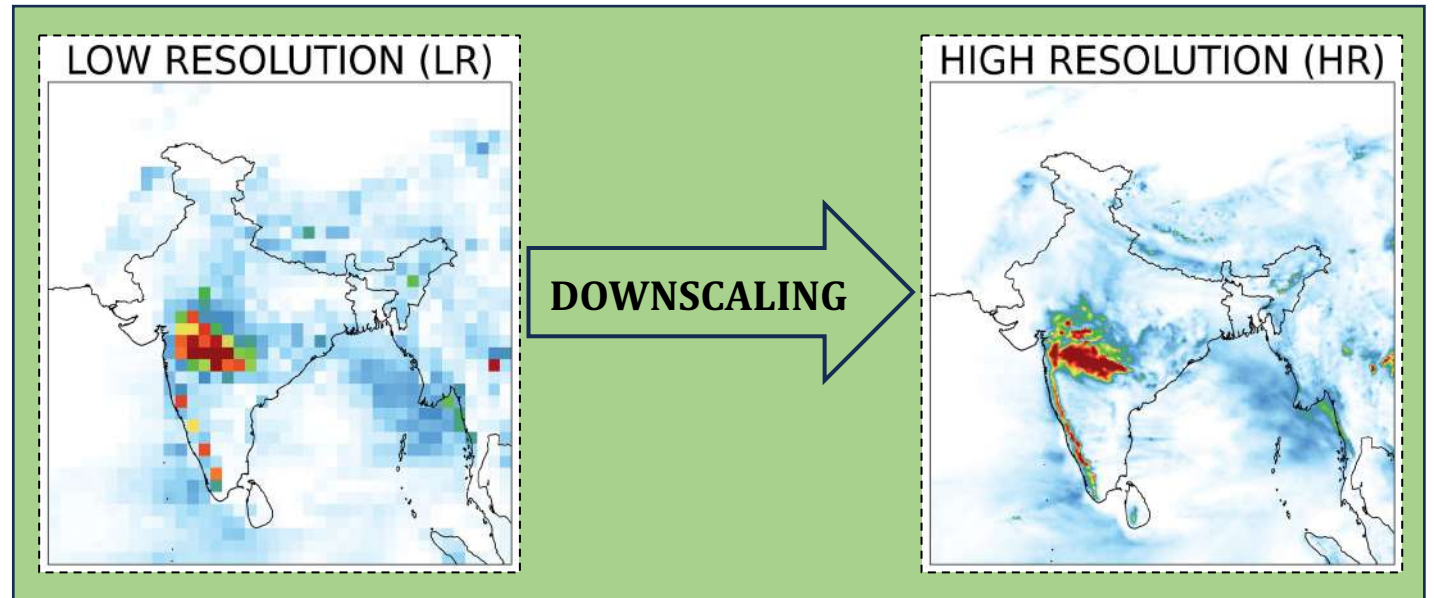 LOW RESOLUTION (LR)
HIGH RESOLUTION (HR)
DOWNSCALING